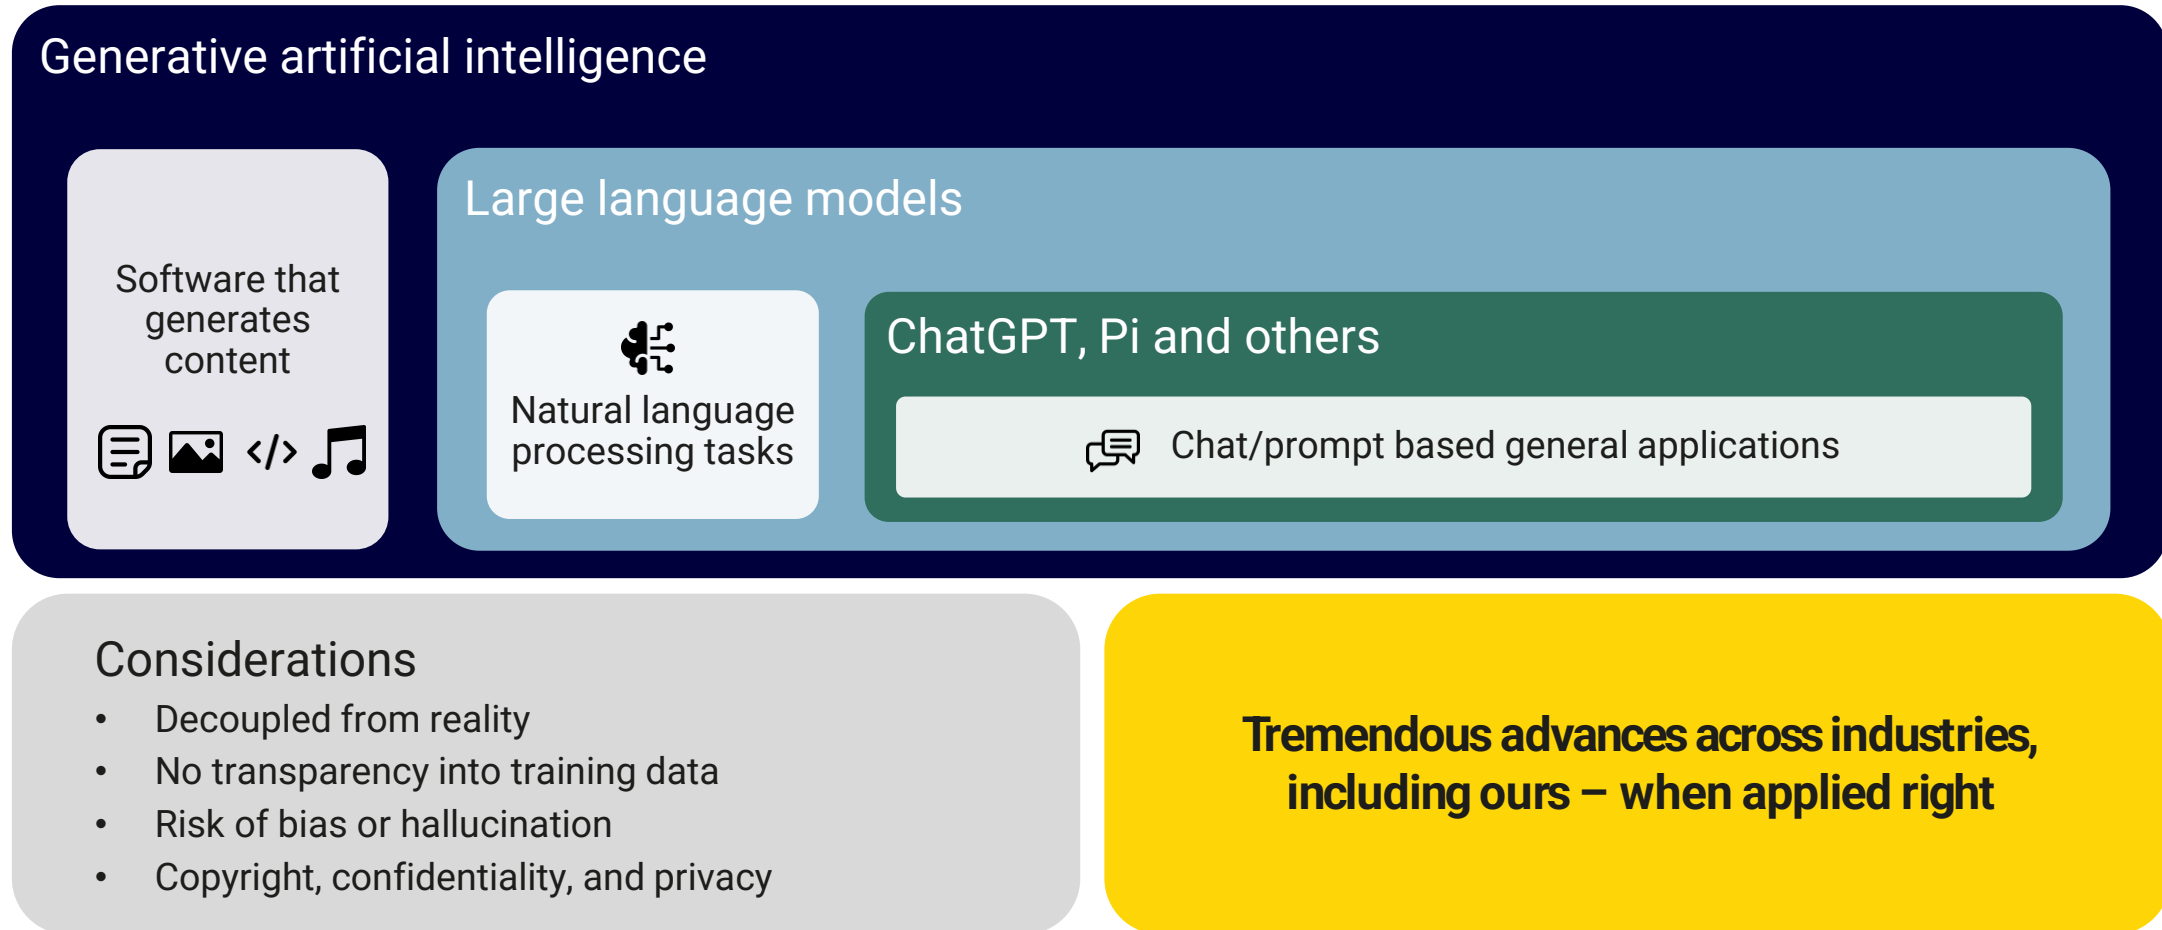 Generative artificial intelligence
Software that
generates
content
Large language models
Natural language
processing tasks
ChatGPT, Pi and others
Chat/prompt based general applications
Considerations
• Decoupled from reality
• No transparency into training data
• Risk of bias or hallucination
• Copyright, confidentiality, and privacy
Tremendous advances across industries,
including ours – when applied right